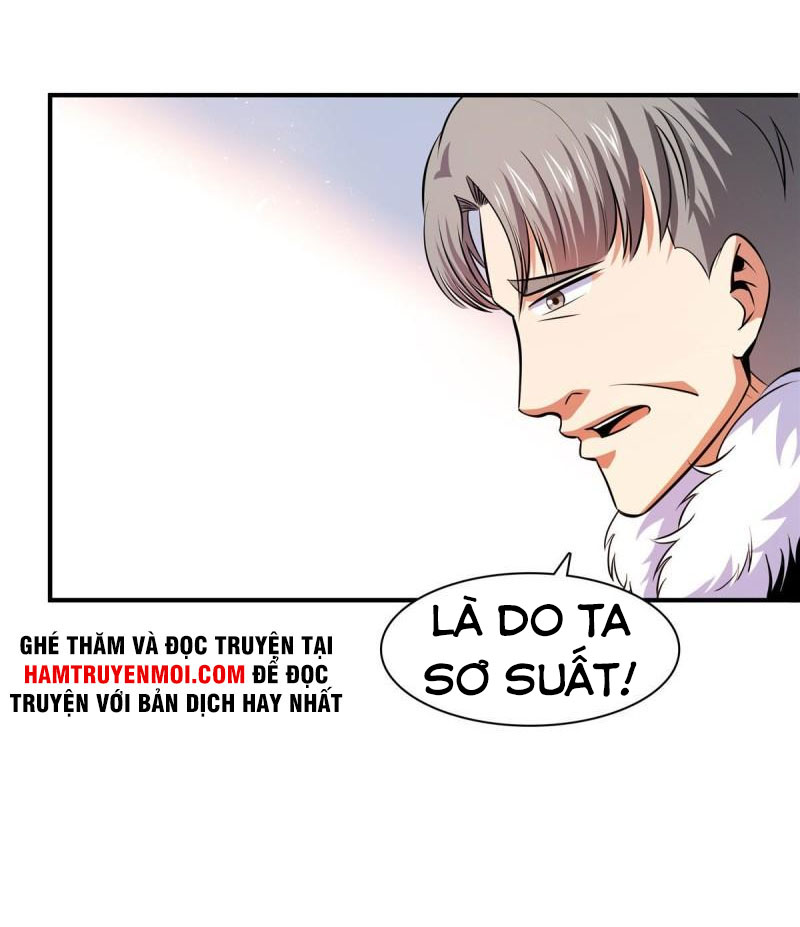 LÀ DO TA
SƠ SUẤT!
GHÉ THĂM VÀ ĐỌC TRUYỆN TẠI
HAMTRUYENMOI.COM ĐỂ ĐỌC
TRUYỆN VỚI BẢN DỊCH HAY NHẤT